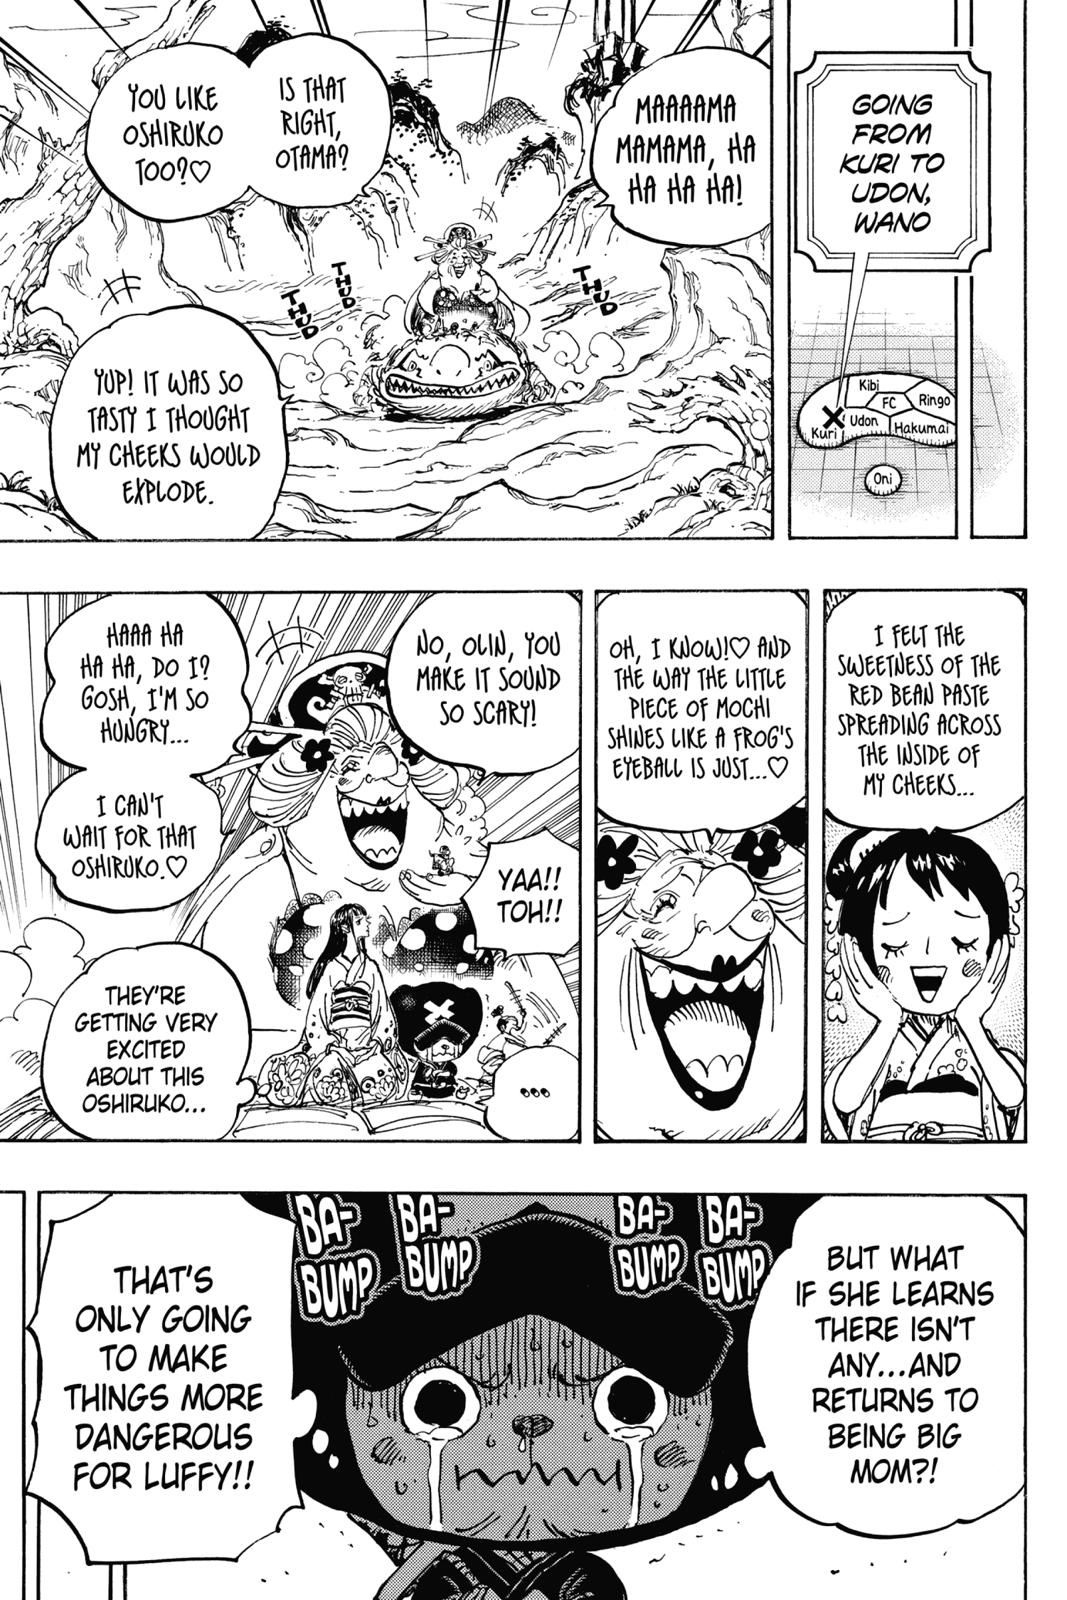 GOING
FROM
KURI TO
UDON,
WANO
Kibi
FC
Ringo
Kuri
Udon
Hakumai
Oni
MAAAAMA
MAMAMA, HA
HA HA HA!
IS THAT
RIGHT,
OTAMA?
YOU LIKE
OSHIRUKO
TOO?♡
THUD
THUD
THUD
YUP! IT WAS SO
TASTY I THOUGHT
MY CHEEKS WOULD
EXPLODE.
I FELT THE
SWEETNESS OF THE
RED BEAN PASTE
SPREADING ACROSS
THE INSIDE OF
MY CHEEKS...
OH, I KNOW!♡ AND
THE WAY THE LITTLE
PIECE OF MOCHI
SHINES LIKE A FROG'S
EYEBALL IS JUST...♡
NO, OLIN, YOU
MAKE IT SOUND
SO SCARY!
HAAA HA
HA HA, DO I?
GOSH, I'M SO
HUNGRY...
I CAN'T
WAIT FOR THAT
OSHIRUKO.♡
YAA!!
TOH!!
THEY'RE
GETTING VERY
EXCITED
ABOUT THIS
OSHIRUKO...
...
BUT WHAT
IF SHE LEARNS
THERE ISN'T
ANY...AND
RETURNS TO
BEING BIG
MOM?!
BA-
BUMP
BA-
BUMP
BA-
BUMP
BA-
BUMP
THAT'S
ONLY GOING
TO MAKE
THINGS MORE
DANGEROUS
FOR LUFFY!!